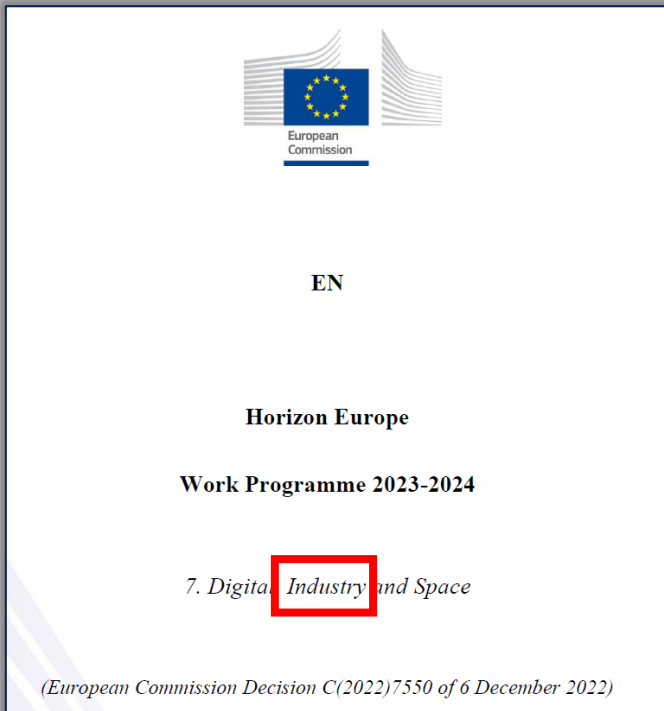 European
Commission
EN
Horizon Europe
Work Programme 2023-2024
7. Digital Industry and Space
(European Commission Decision C(2022)7550 of 6 December 2022)